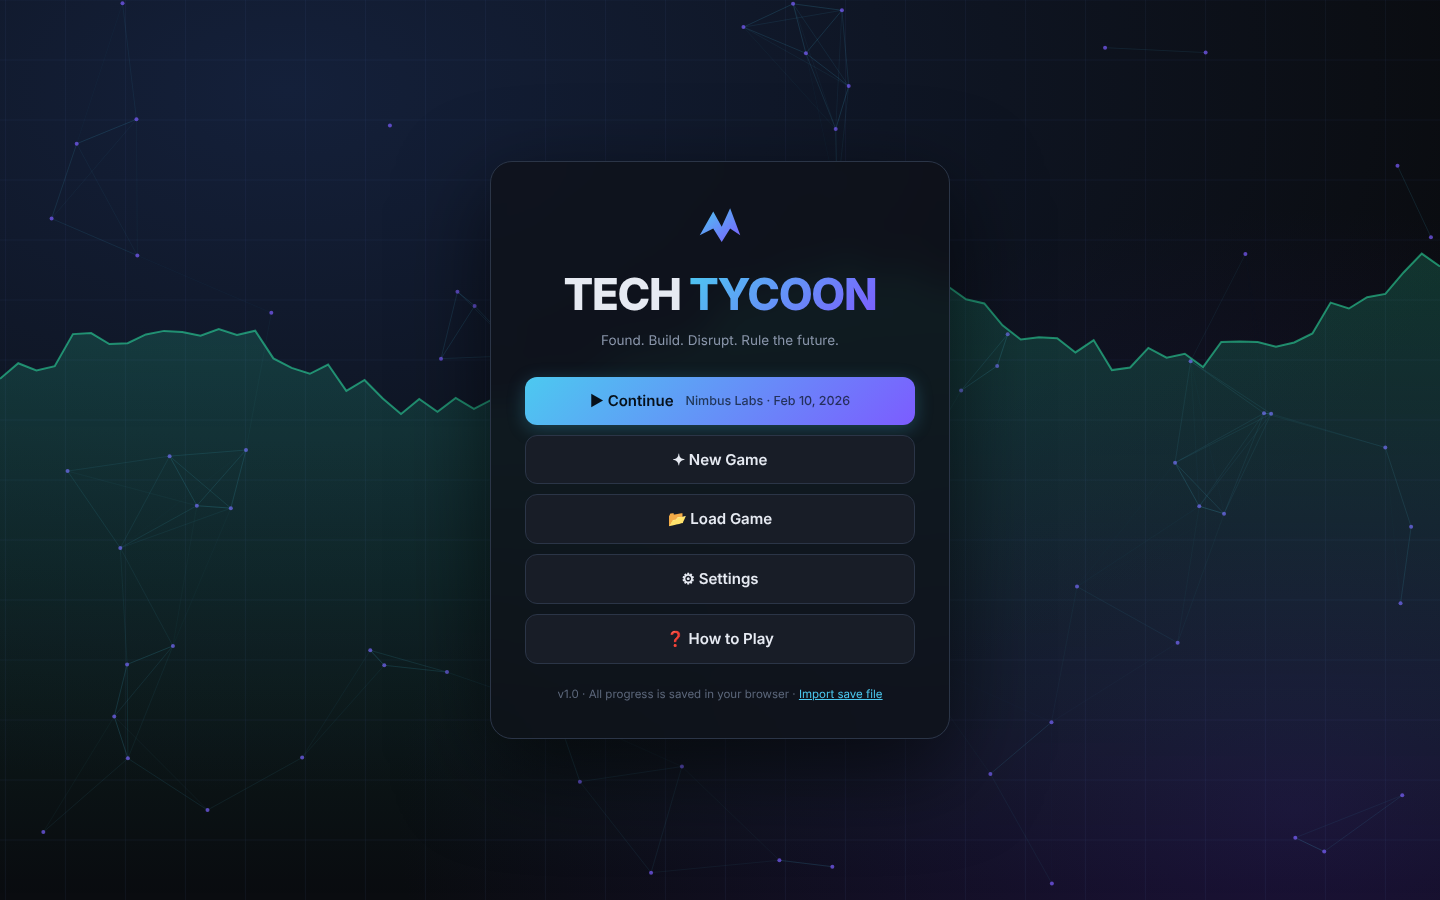 TECH TYCOON
Found. Build. Disrupt. Rule the future.
▶ Continue Nimbus Labs · Feb 10, 2026
✦ New Game
📂 Load Game
⚙ Settings
❓ How to Play
v1.0 · All progress is saved in your browser · Import save file